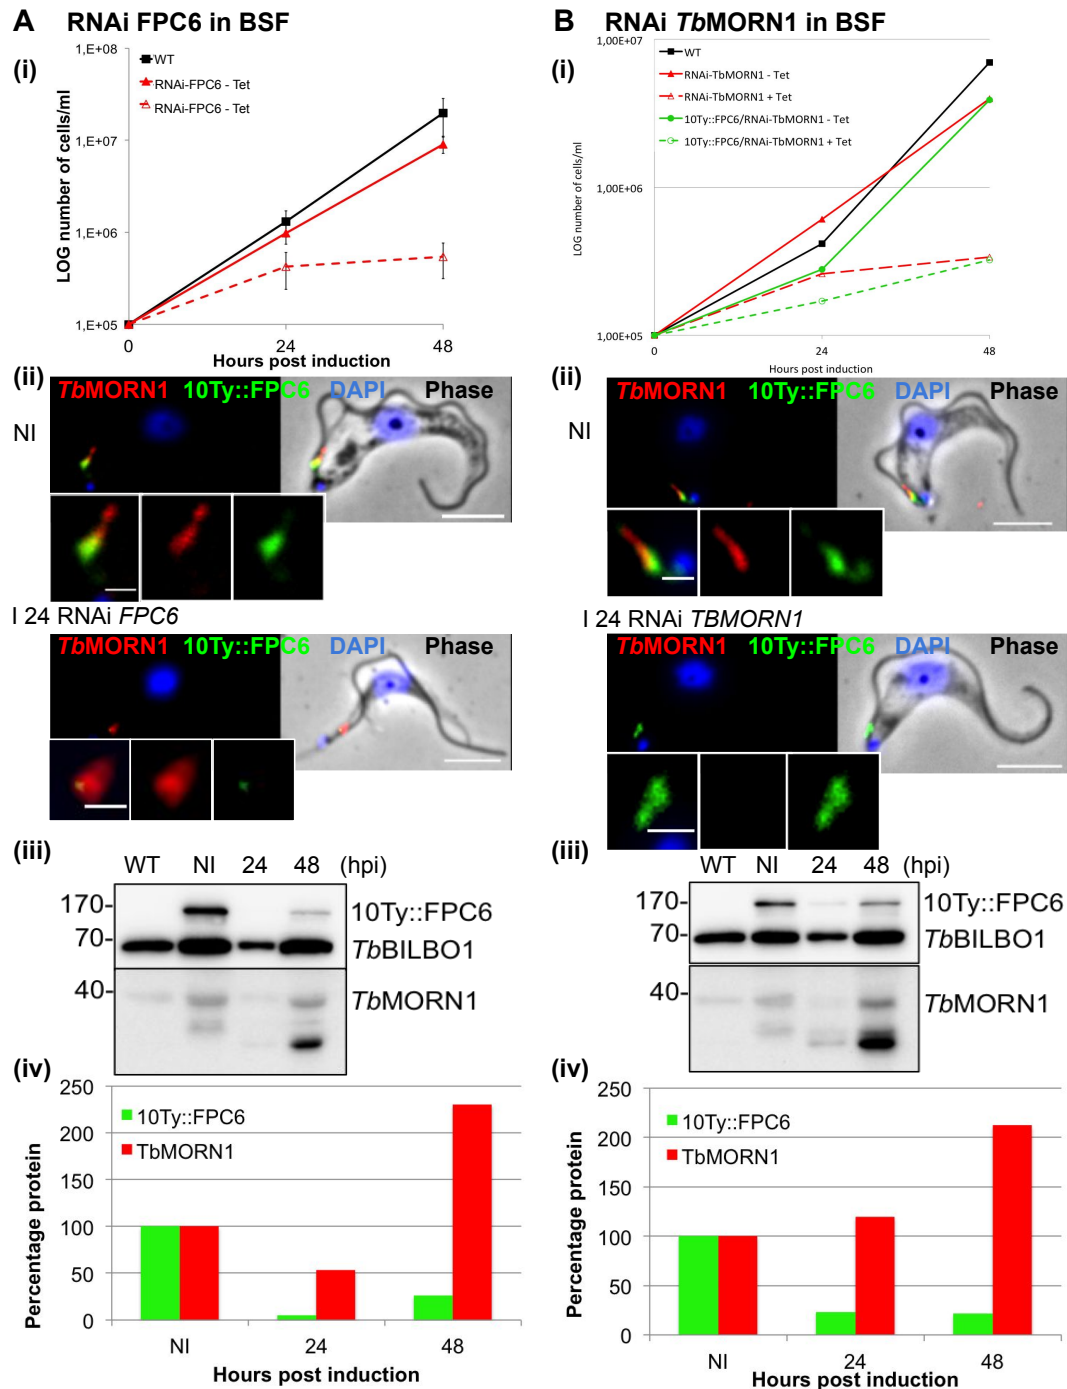 A RNAi FPC6 in BSF
(i)
1,E+08
1,E+07
1,E+06
1,E+05
LOG number of cells/ml
WT
RNAi-FPC6 - Tet
RNAi-FPC6 - Tet
0 24 48
Hours post induction
(ii)
TbMORN1 10Ty::FPC6 DAPI Phase
NI
I 24 RNAi FPC6
TbMORN1 10Ty::FPC6 DAPI Phase
(iii)
WT NI 24 48 (hpi)
170- 10Ty::FPC6
70- TbBILBO1
40- TbMORN1
(iv)
250
200
150
100
50
0
Percentage protein
10Ty::FPC6
TbMORN1
NI 24 48
Hours post induction
B RNAi TbMORN1 in BSF
(i)
1,00E+07
1,00E+06
1,00E+05
LOG number of cells/ml
WT
RNAi-TbMORN1 - Tet
RNAi-TbMORN1 + Tet
10Ty::FPC6/RNAi-TbMORN1 - Tet
10Ty::FPC6/RNAi-TbMORN1 + Tet
0 24 48
Hours post induction
(ii)
TbMORN1 10Ty::FPC6 DAPI Phase
NI
I 24 RNAi TBMORN1
TbMORN1 10Ty::FPC6 DAPI Phase
(iii)
WT NI 24 48 (hpi)
170- 10Ty::FPC6
70- TbBILBO1
40- TbMORN1
(iv)
250
200
150
100
50
0
Percentage protein
10Ty::FPC6
TbMORN1
NI 24 48
Hours post induction